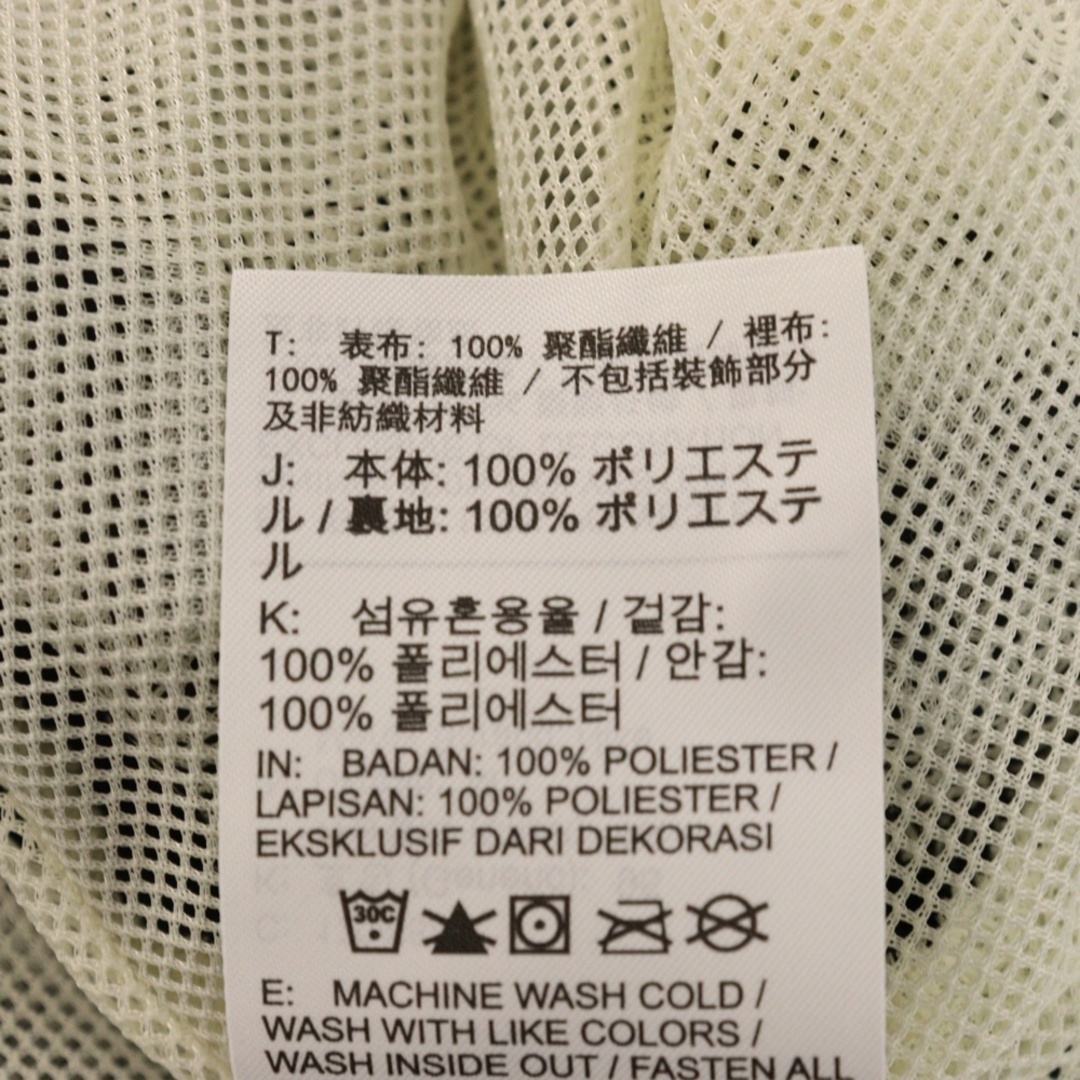 T: 表布: 100% 聚酯纖維 / 裡布:
100% 聚酯纖維 / 不包括裝飾部分
及非紡織材料
J: 本体: 100% ポリエステ
ル / 裏地: 100% ポリエステ
ル
K: 섬유혼용율 / 겉감:
100% 폴리에스터 / 안감:
100% 폴리에스터
IN: BADAN: 100% POLIESTER /
LAPISAN: 100% POLIESTER /
EKSKLUSIF DARI DEKORASI
30C
E: MACHINE WASH COLD /
WASH WITH LIKE COLORS /
WASH INSIDE OUT / FASTEN ALL